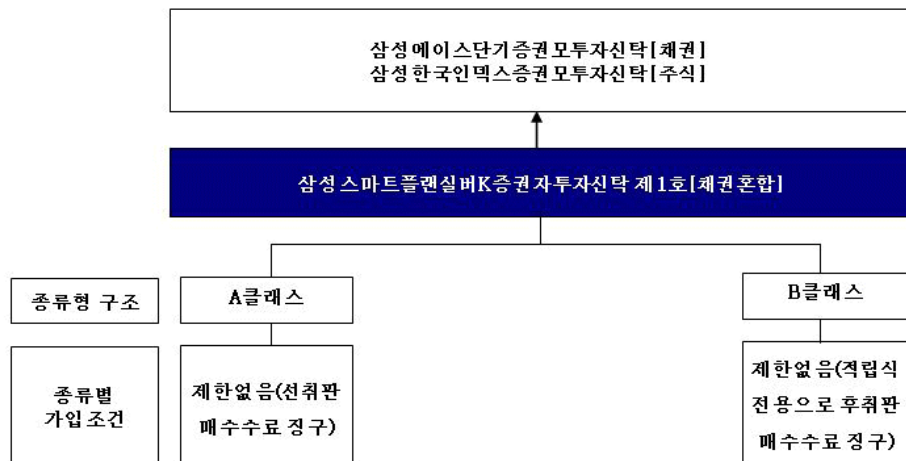 삼성에이스단기증권모투자신탁[채권]
삼성한국인덱스증권모투자신탁[주식]
삼성스마트플랜실버K증권자투자신탁 제1호[채권혼합]
종류형 구조
A클래스
B클래스
종류별
가입조건
제한없음(선취판
매수수료 징구)
제한없음(적립식
전용으로 후취판
매수수료 징구)